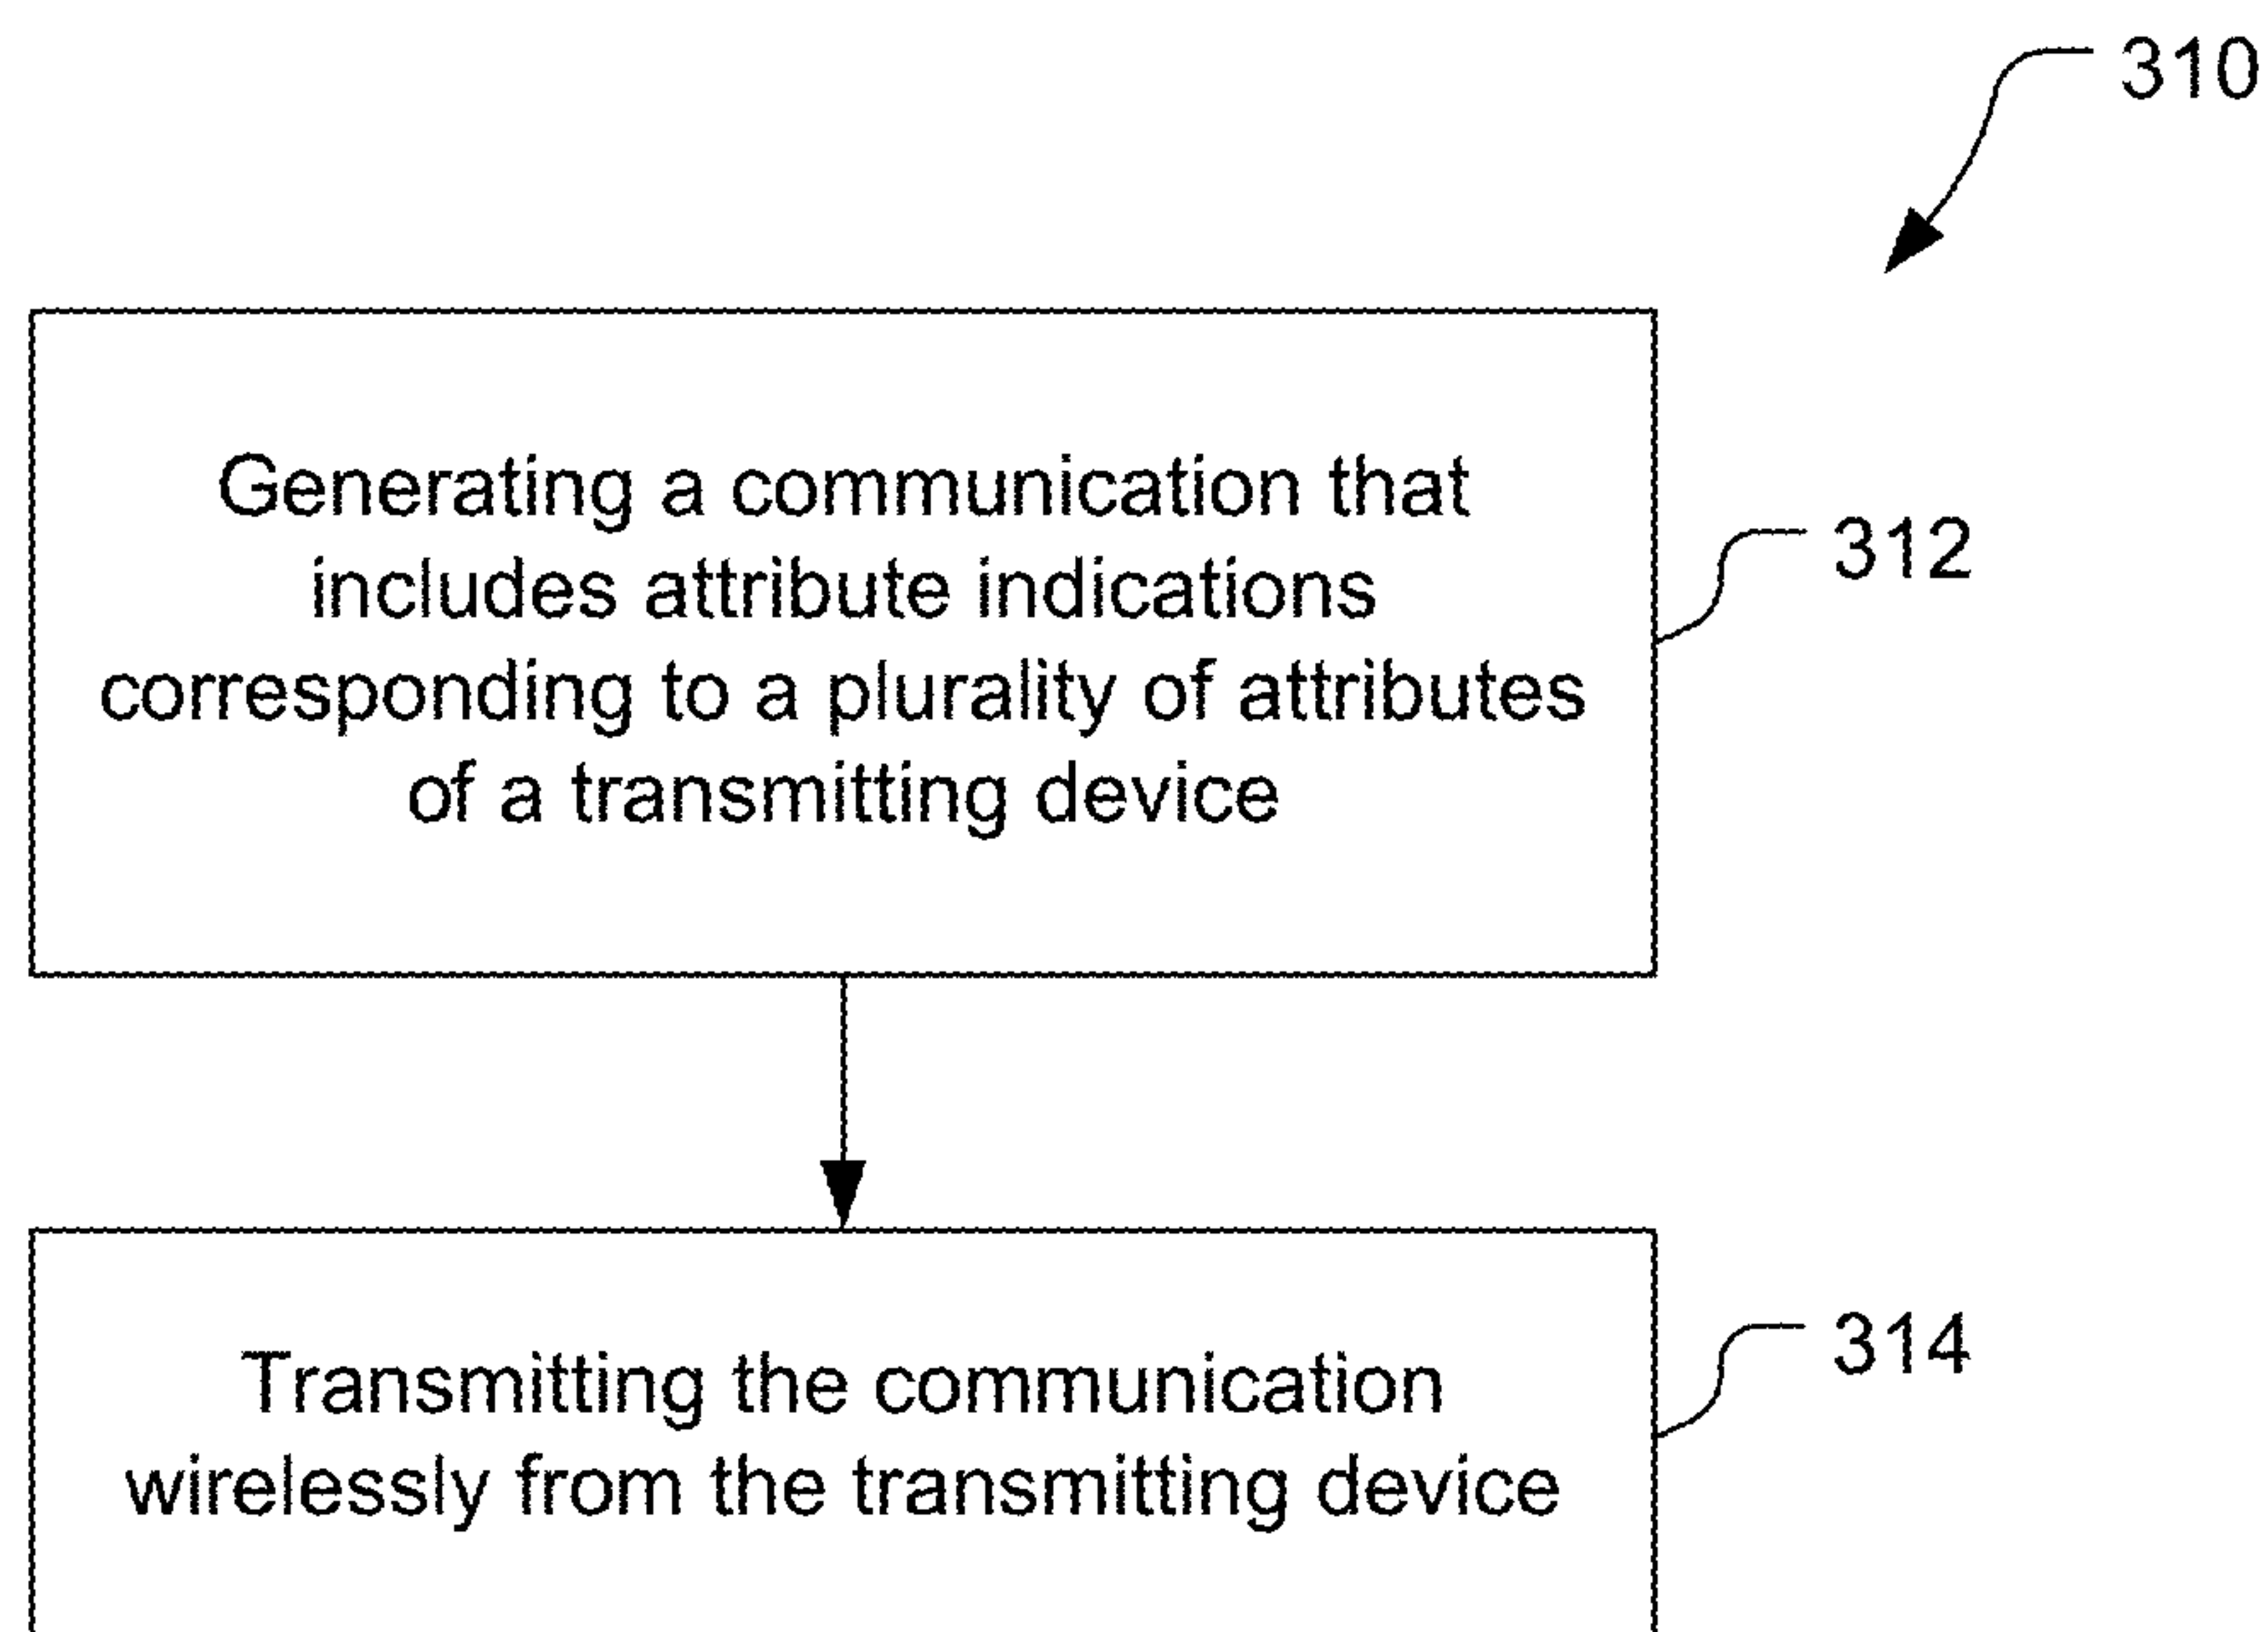 310
Generating a communication that
includes attribute indications
corresponding to a plurality of attributes
of a transmitting device
312
Transmitting the communication
wirelessly from the transmitting device
314